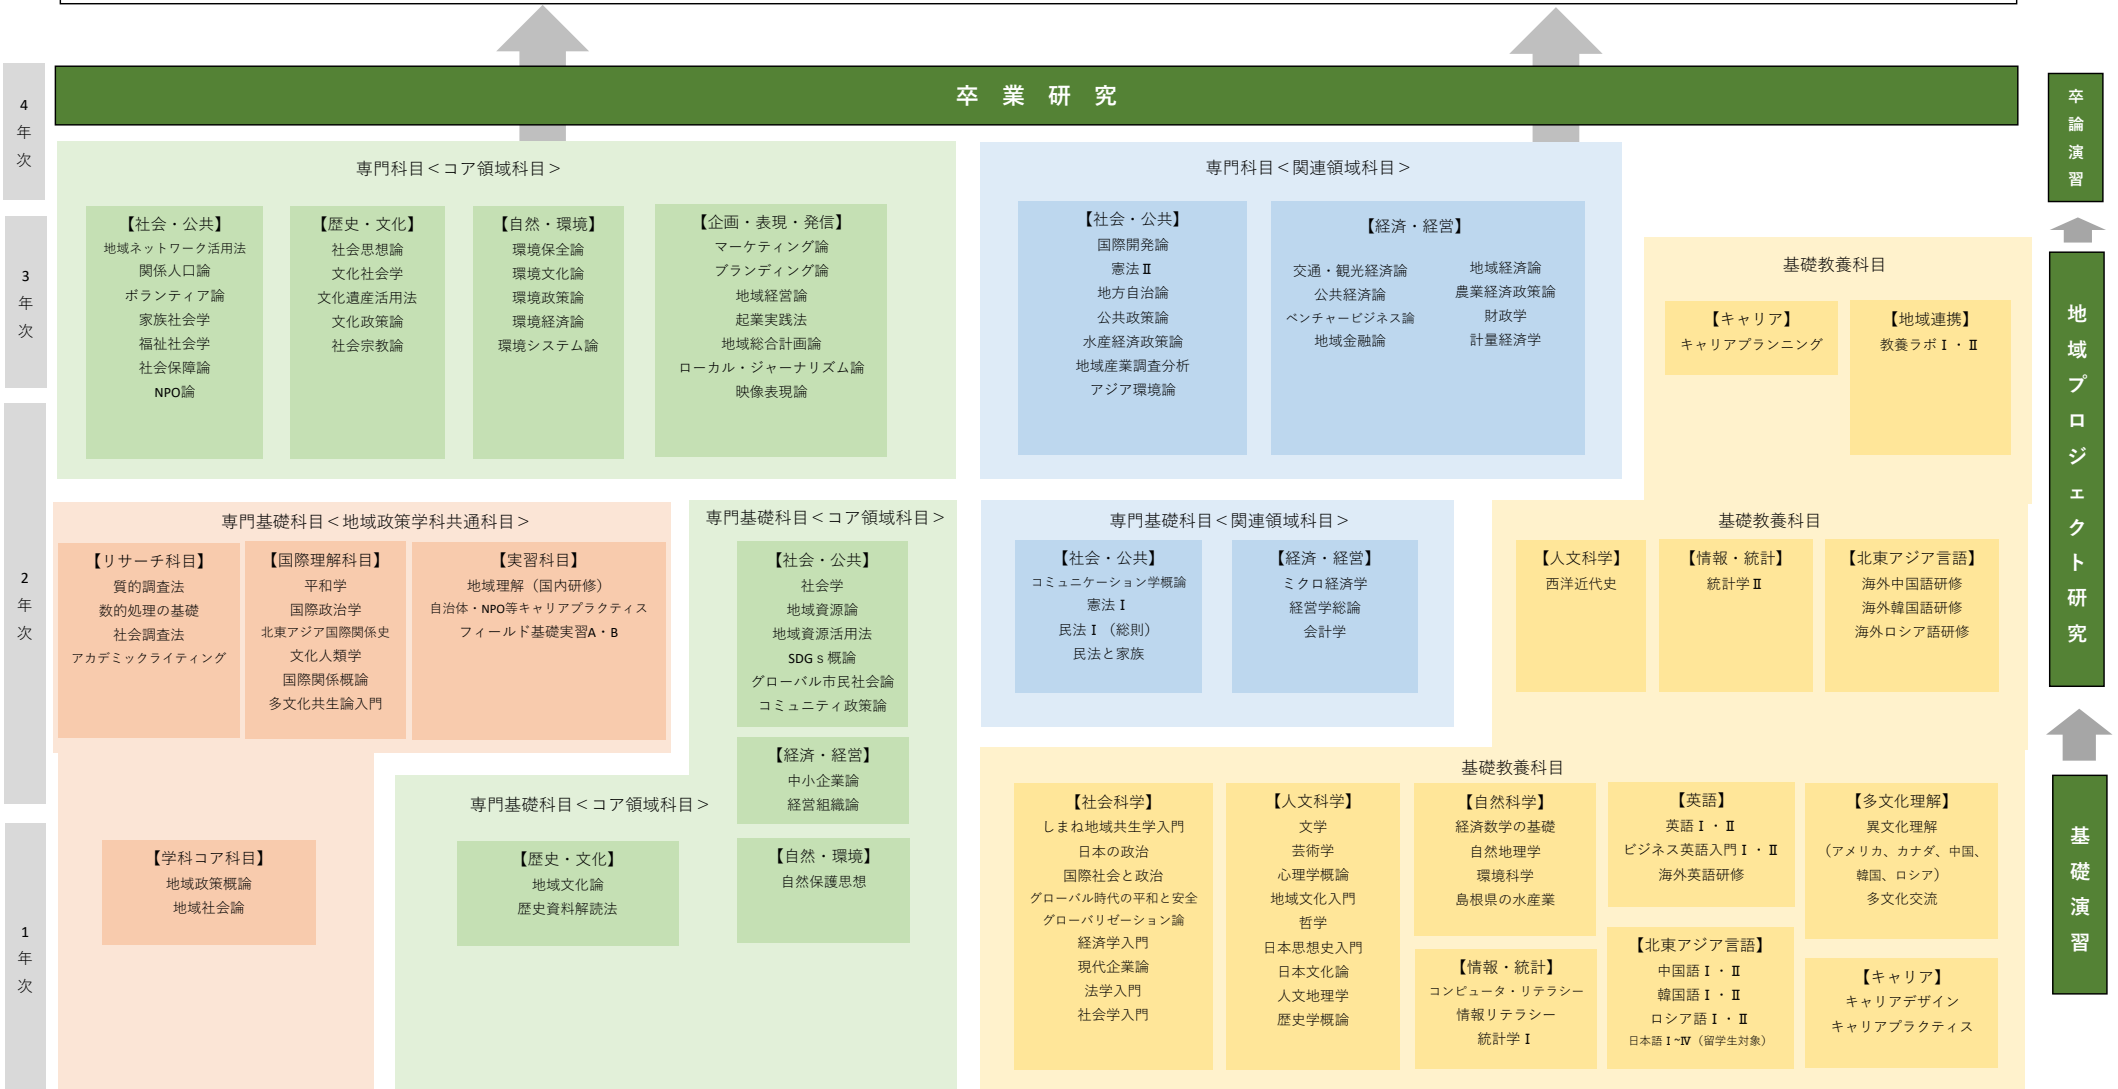 卒業研究
4年次
3年次
2年次
1年次
専門科目＜コア領域科目＞
【社会・公共】
地域ネットワーク活用法
関係人口論
ボランティア論
家族社会学
福祉社会学
社会保障論
NPO論
【歴史・文化】
社会思想論
文化社会学
文化遺産活用法
文化政策論
社会宗教論
【自然・環境】
環境保全論
環境文化論
環境政策論
環境経済論
環境システム論
【企画・表現・発信】
マーケティング論
ブランディング論
地域経営論
起業実践法
地域総合計画論
ローカル・ジャーナリズム論
映像表現論
専門科目＜関連領域科目＞
【社会・公共】
国際開発論
憲法Ⅱ
地方自治論
公共政策論
水産経済政策論
地域産業調査分析
アジア環境論
【経済・経営】
交通・観光経済論
公共経済論
ベンチャービジネス論
地域金融論
地域経済論
農業経済政策論
財政学
計量経済学
基礎教養科目
【キャリア】
キャリアプランニング
【地域連携】
教養ラボⅠ・Ⅱ
専門基礎科目＜地域政策学科共通科目＞
【リサーチ科目】
質的調査法
数的処理の基礎
社会調査法
アカデミックライティング
【国際理解科目】
平和学
国際政治学
北東アジア国際関係史
文化人類学
国際関係概論
多文化共生論入門
【実習科目】
地域理解（国内研修）
自治体・NPO等キャリアプラクティス
フィールド基礎実習A・B
【学科コア科目】
地域政策概論
地域社会論
専門基礎科目＜コア領域科目＞
【社会・公共】
社会学
地域資源論
地域資源活用法
SDGｓ概論
グローバル市民社会論
コミュニティ政策論
【経済・経営】
中小企業論
経営組織論
専門基礎科目＜コア領域科目＞
【歴史・文化】
地域文化論
歴史資料解読法
【自然・環境】
自然保護思想
専門基礎科目＜関連領域科目＞
【社会・公共】
コミュニケーション学概論
憲法Ⅰ
民法Ⅰ（総則）
民法と家族
【経済・経営】
ミクロ経済学
経営学総論
会計学
基礎教養科目
【人文科学】
西洋近代史
【情報・統計】
統計学Ⅱ
【北東アジア言語】
海外中国語研修
海外韓国語研修
海外ロシア語研修
基礎教養科目
【社会科学】
しまね地域共生学入門
日本の政治
国際社会と政治
グローバル時代の平和と安全
グローバリゼーション論
経済学入門
現代企業論
法学入門
社会学入門
【人文科学】
文学
芸術学
心理学概論
地域文化入門
哲学
日本思想史入門
日本文化論
人文地理学
歴史学概論
【自然科学】
経済数学の基礎
自然地理学
環境科学
島根県の水産業
【情報・統計】
コンピュータ・リテラシー
情報リテラシー
統計学Ⅰ
【英語】
英語Ⅰ・Ⅱ
ビジネス英語入門Ⅰ・Ⅱ
海外英語研修
【北東アジア言語】
中国語Ⅰ・Ⅱ
韓国語Ⅰ・Ⅱ
ロシア語Ⅰ・Ⅱ
日本語Ⅰ~Ⅳ（留学生対象）
【多文化理解】
異文化理解
（アメリカ、カナダ、中国、
韓国、ロシア）
多文化交流
【キャリア】
キャリアデザイン
キャリアプラクティス
卒論演習
地域プロジェクト研究
基礎演習